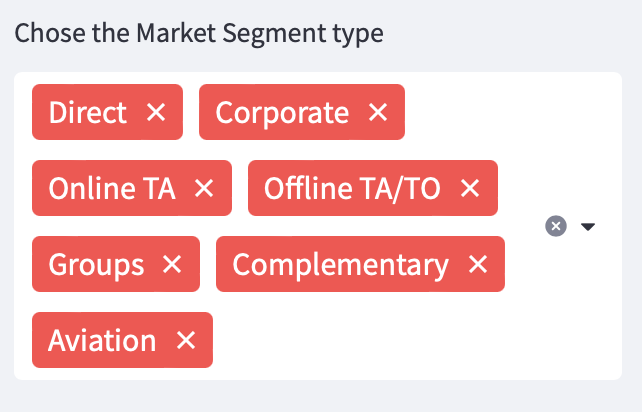 Chose the Market Segment type
Direct ✕ Corporate ✕
Online TA ✕ Offline TA/TO ✕
Groups ✕ Complementary ✕
Aviation ✕